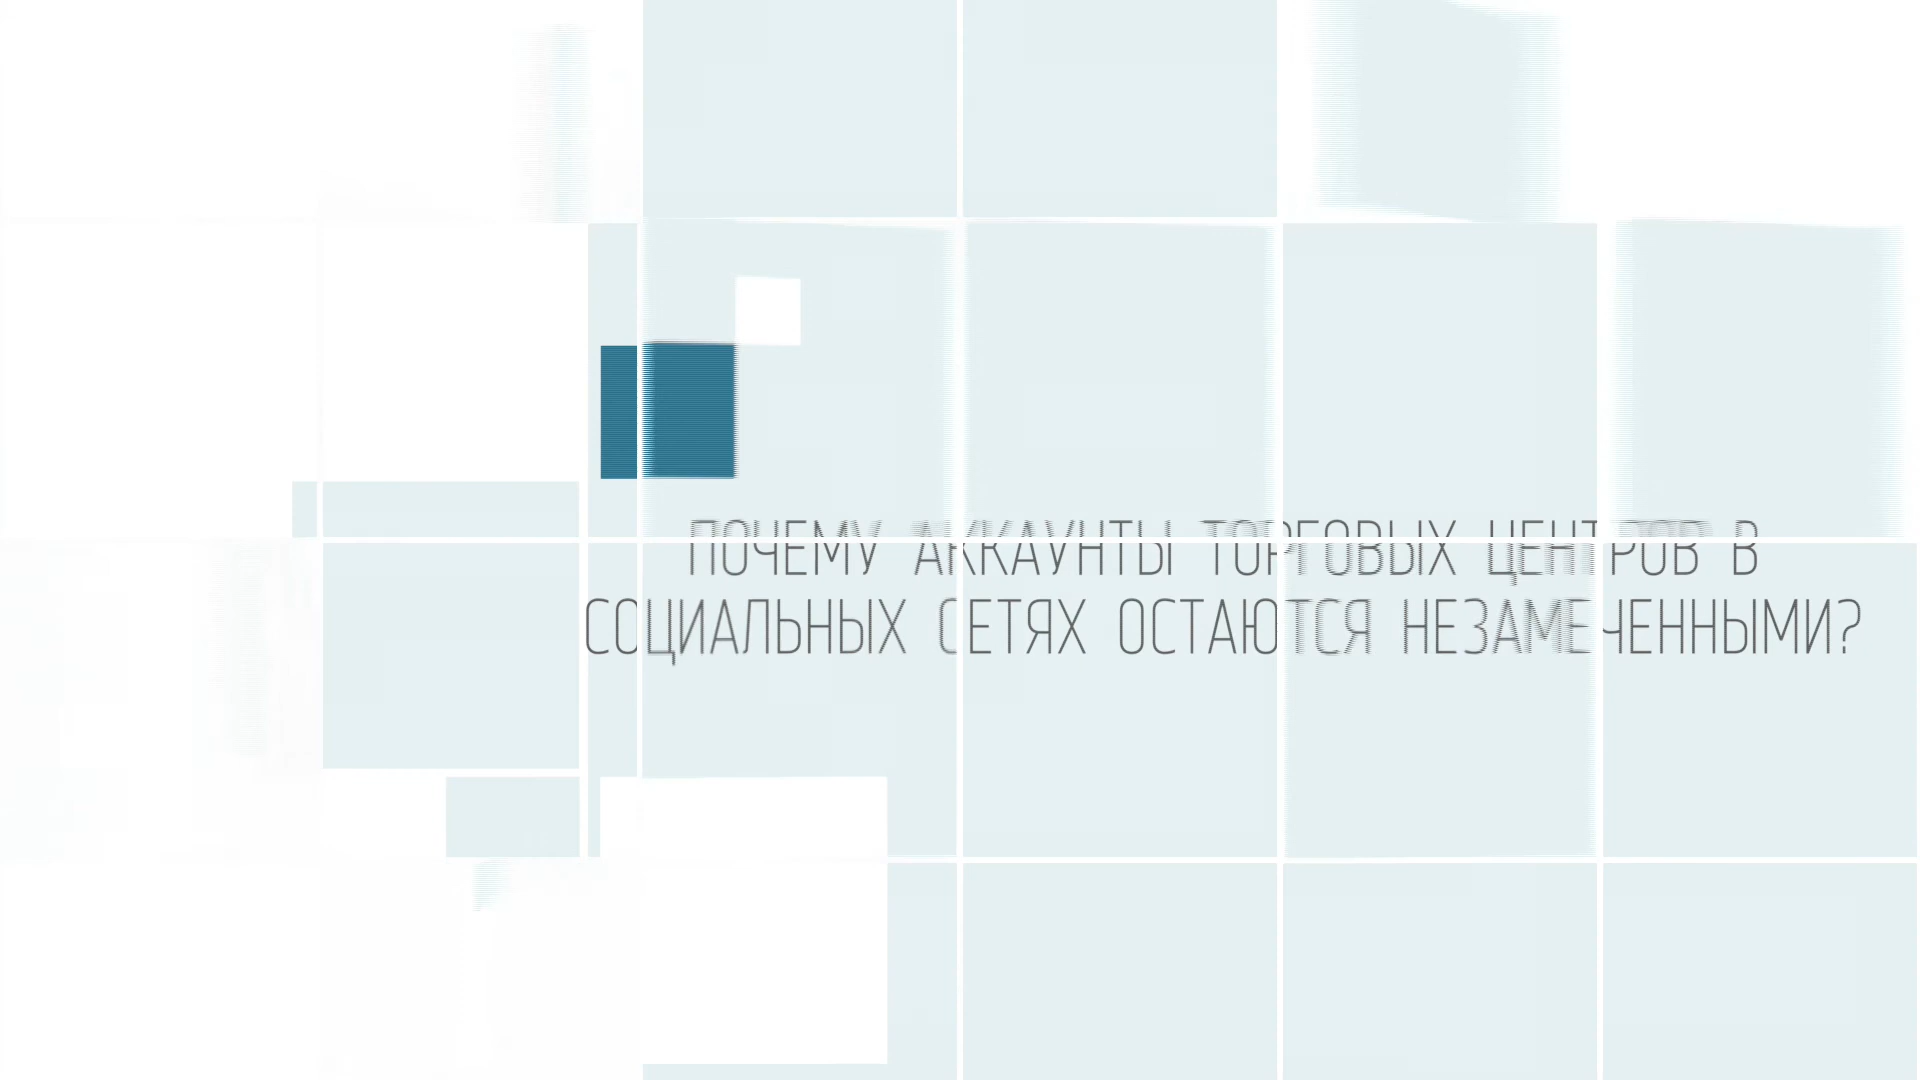 ПОЧЕМУ АККАУНТЫ ТОРГОВЫХ ЦЕНТРОВ В
СОЦИАЛЬНЫХ СЕТЯХ ОСТАЮТСЯ НЕЗАМЕЧЕННЫМИ?